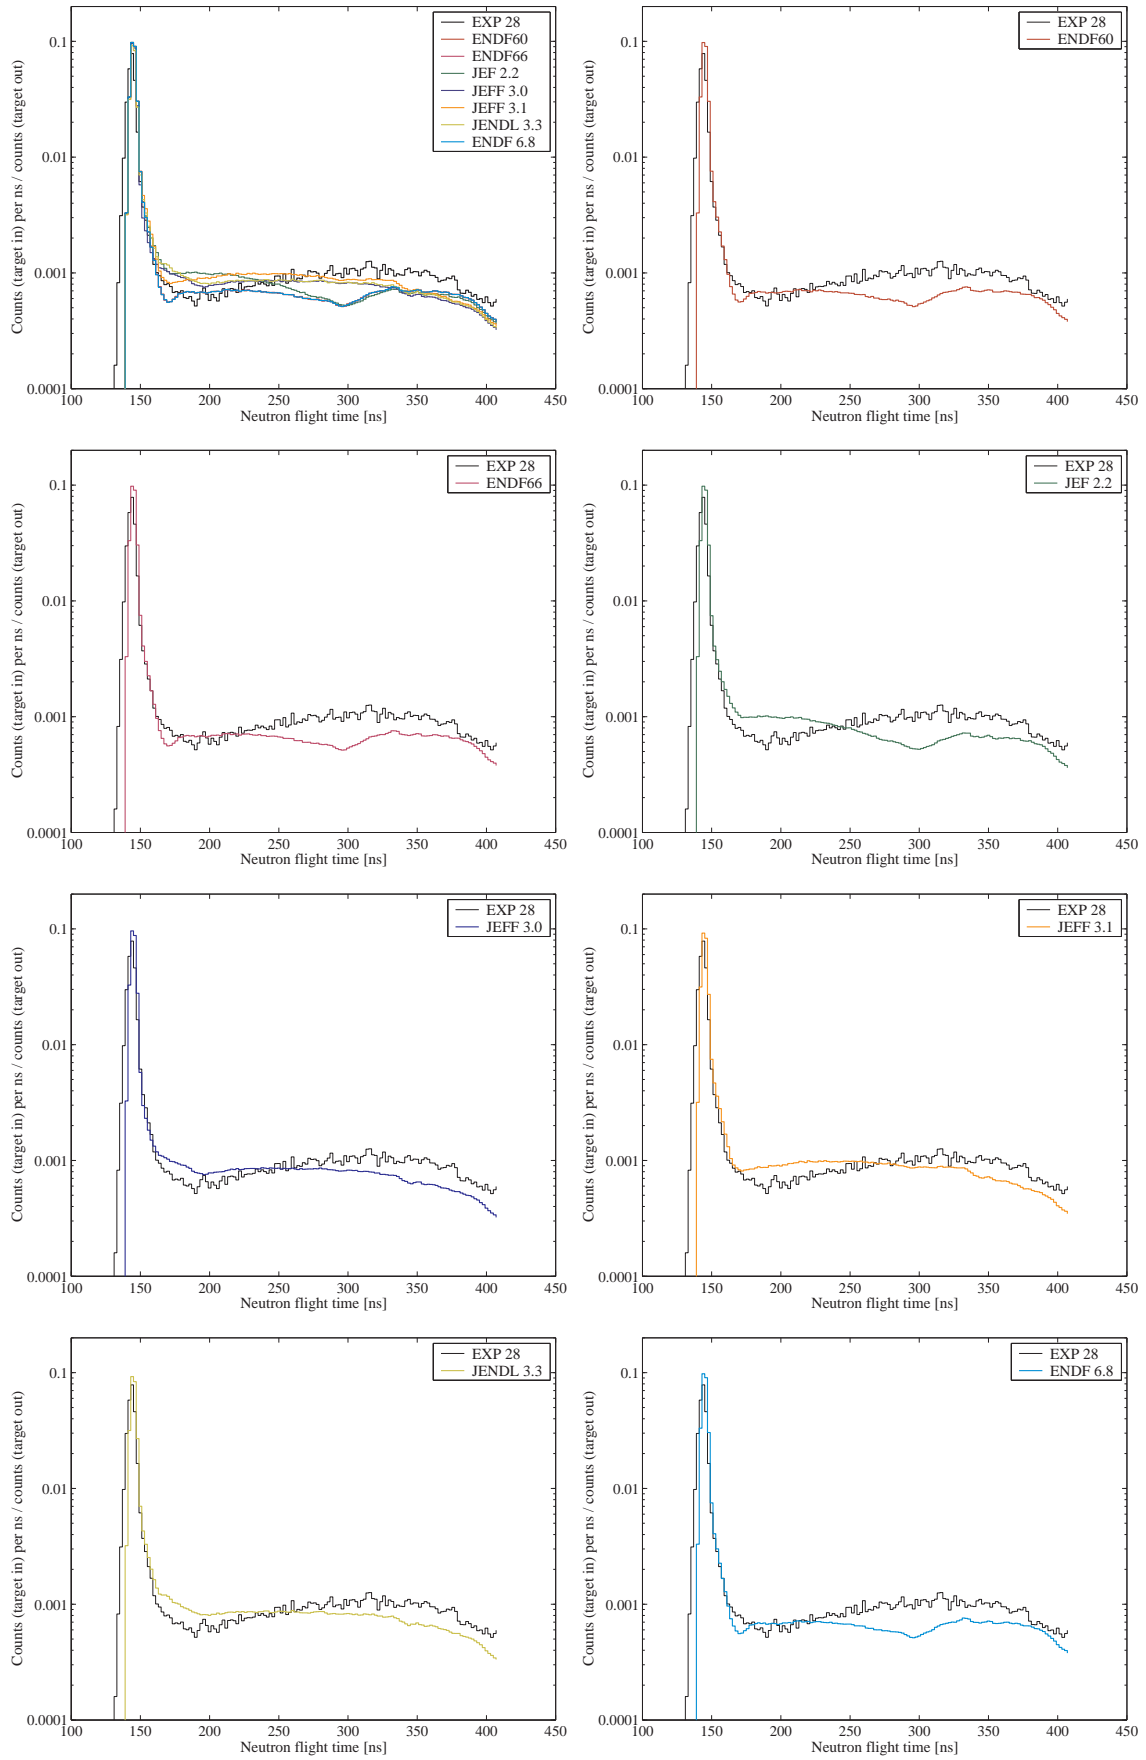 EXP 28
ENDF60
ENDF66
JEF 2.2
JEFF 3.0
JEFF 3.1
JENDL 3.3
ENDF 6.8
0.1
0.01
0.001
0.0001
100 150 200 250 300 350 400 450
Neutron flight time [ns]
Counts (target in) per ns / counts (target out)
EXP 28
ENDF60
0.1
0.01
0.001
0.0001
100 150 200 250 300 350 400 450
Neutron flight time [ns]
Counts (target in) per ns / counts (target out)
EXP 28
ENDF66
0.1
0.01
0.001
0.0001
100 150 200 250 300 350 400 450
Neutron flight time [ns]
Counts (target in) per ns / counts (target out)
EXP 28
JEF 2.2
0.1
0.01
0.001
0.0001
100 150 200 250 300 350 400 450
Neutron flight time [ns]
Counts (target in) per ns / counts (target out)
EXP 28
JEFF 3.0
0.1
0.01
0.001
0.0001
100 150 200 250 300 350 400 450
Neutron flight time [ns]
Counts (target in) per ns / counts (target out)
EXP 28
JEFF 3.1
0.1
0.01
0.001
0.0001
100 150 200 250 300 350 400 450
Neutron flight time [ns]
Counts (target in) per ns / counts (target out)
EXP 28
JENDL 3.3
0.1
0.01
0.001
0.0001
100 150 200 250 300 350 400 450
Neutron flight time [ns]
Counts (target in) per ns / counts (target out)
EXP 28
ENDF 6.8
0.1
0.01
0.001
0.0001
100 150 200 250 300 350 400 450
Neutron flight time [ns]
Counts (target in) per ns / counts (target out)